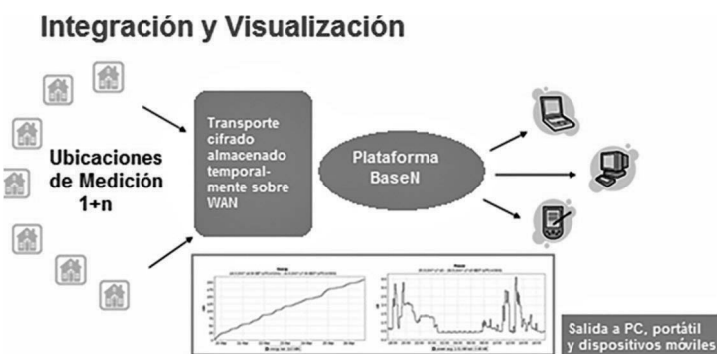 Integración y Visualización
Ubicaciones
de Medición
1+n
Transporte
cifrado
almacenado
temporal-
mente sobre
WAN
Plataforma
BaseN
Salida a PC, portátil
y dispositivos móviles